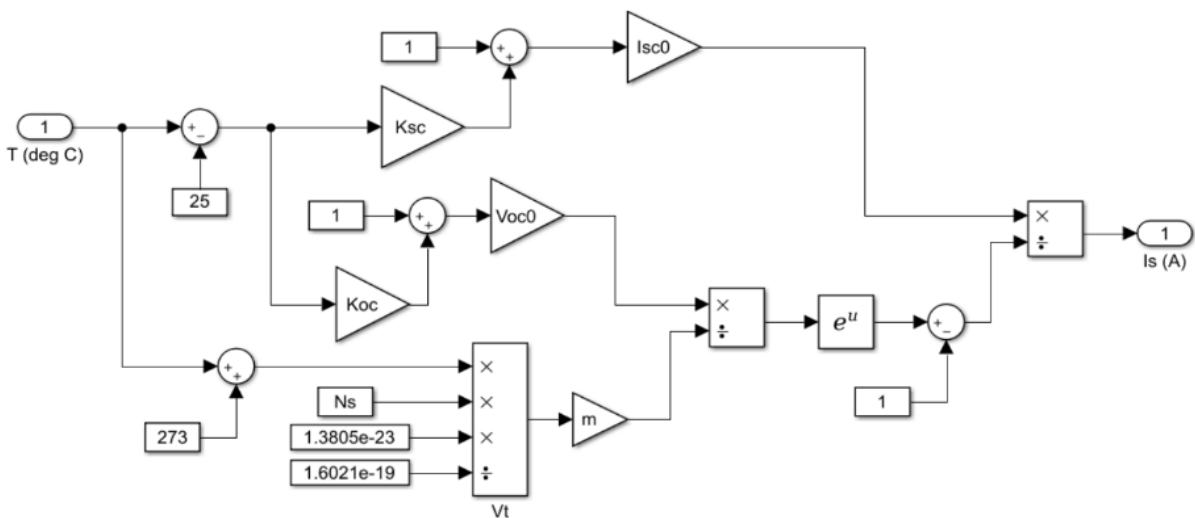 1
Isc0
1
T (deg C)
Ksc
25
1
Voc0
Koc
1
Is (A)
×
÷
×
÷
e^u
1
273
Ns
1.3805e-23
1.6021e-19
×
×
×
÷
Vt
m
+
+
+
−
+
+
+
+
+
−